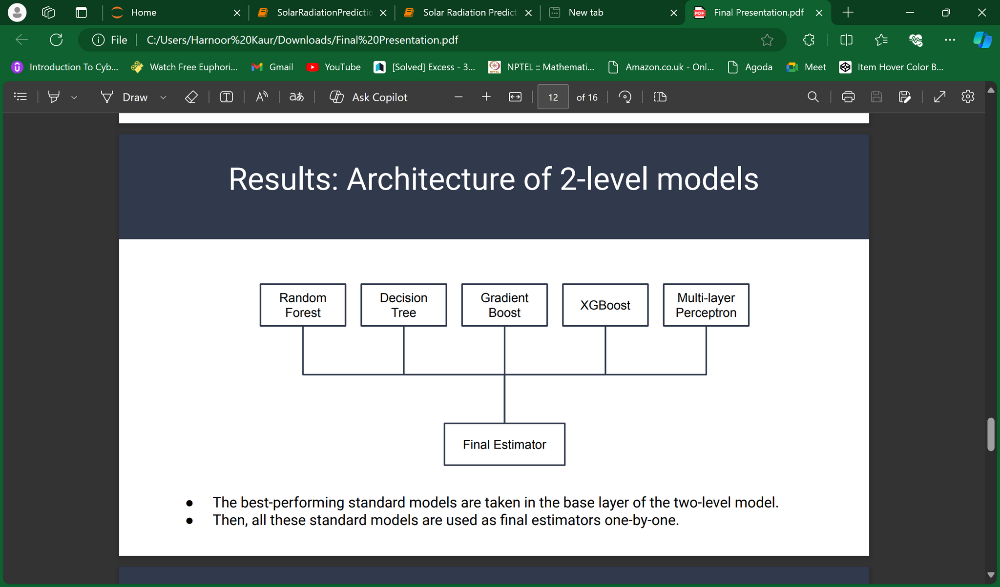 Home
SolarRadiationPredictio
Solar Radiation Predict
New tab
PDF
Final Presentation.pdf
File
C:/Users/Harnoor%20Kaur/Downloads/Final%20Presentation.pdf
Introduction To Cyb...
Watch Free Euphori...
Gmail
YouTube
[Solved] Excess - 3...
NPTEL :: Mathemati...
Amazon.co.uk - Onl...
Agoda
Meet
Item Hover Color B...
Draw
aあ
Ask Copilot
12
of 16
Results: Architecture of 2-level models
Random
Forest
Decision
Tree
Gradient
Boost
XGBoost
Multi-layer
Perceptron
Final Estimator
● The best-performing standard models are taken in the base layer of the two-level model.
● Then, all these standard models are used as final estimators one-by-one.